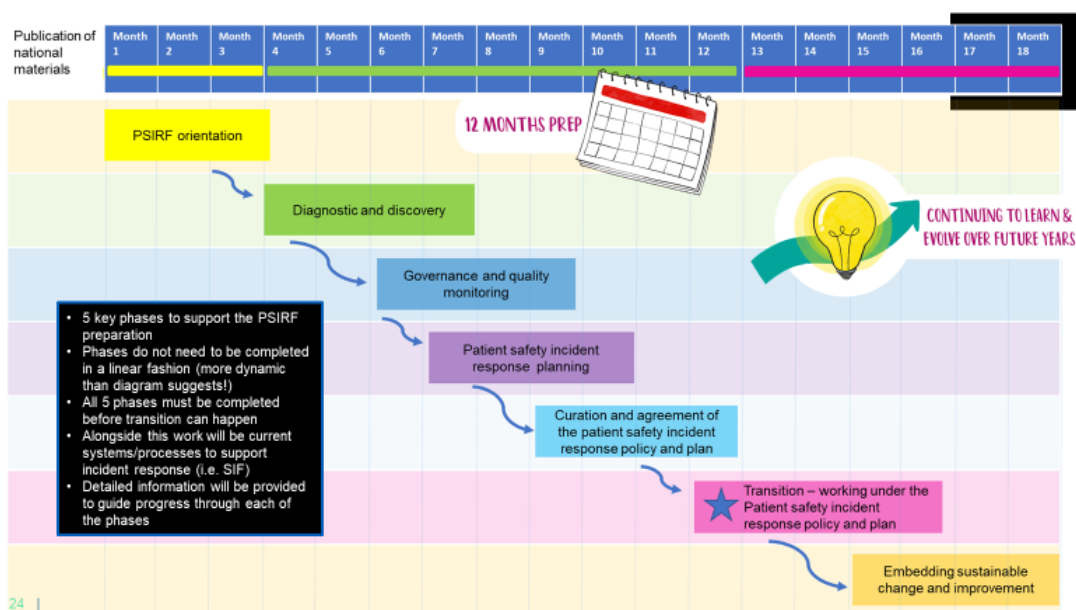 Publication of
national
materials
Month 1
Month 2
Month 3
Month 4
Month 5
Month 6
Month 7
Month 8
Month 9
Month 10
Month 11
Month 12
Month 13
Month 14
Month 15
Month 16
Month 17
Month 18
PSIRF orientation
12 MONTHS PREP
Diagnostic and discovery
CONTINUING TO LEARN &
EVOLVE OVER FUTURE YEARS
Governance and quality
monitoring
• 5 key phases to support the PSIRF
preparation
• Phases do not need to be completed
in a linear fashion (more dynamic
than diagram suggests!)
• All 5 phases must be completed
before transition can happen
• Alongside this work will be current
systems/processes to support
incident response (i.e. SIF)
• Detailed information will be provided
to guide progress through each of
the phases
Patient safety incident
response planning
Curation and agreement of
the patient safety incident
response policy and plan
Transition – working under the
Patient safety incident
response policy and plan
Embedding sustainable
change and improvement
24 |